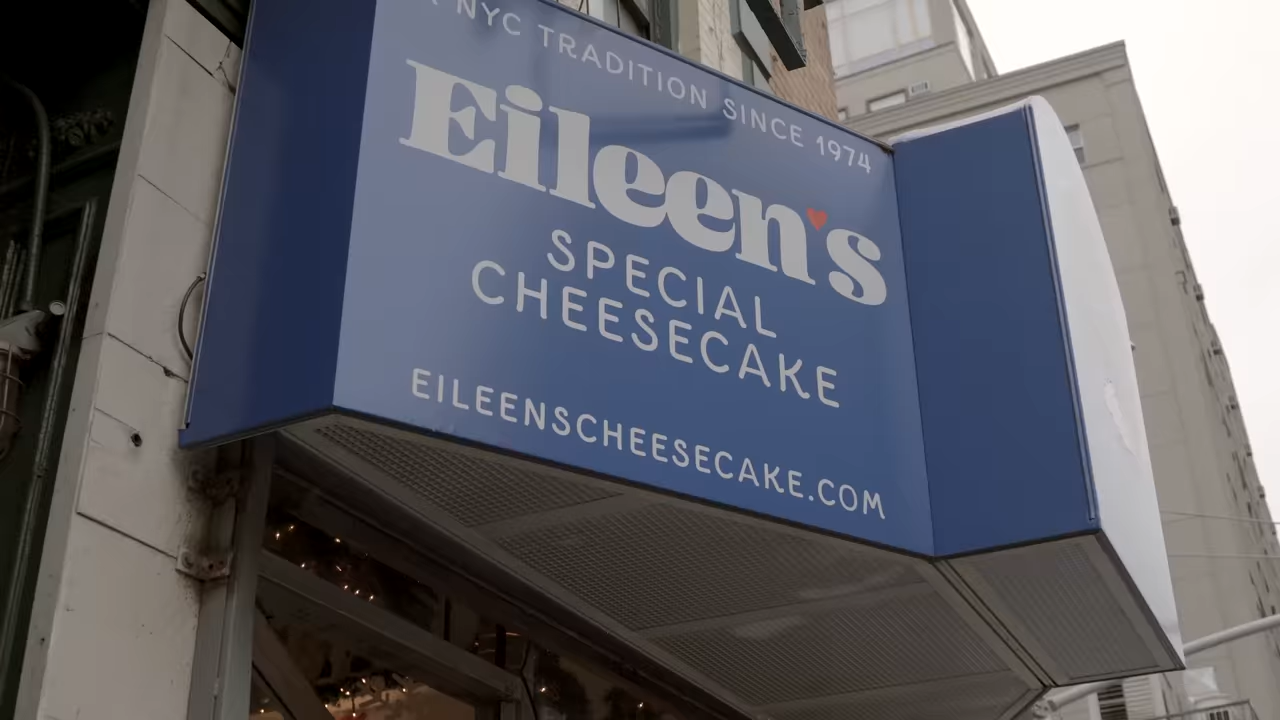 NYC TRADITION SINCE 1974
Eileen's
SPECIAL
CHEESECAKE
EILEENSCHEESECAKE.COM